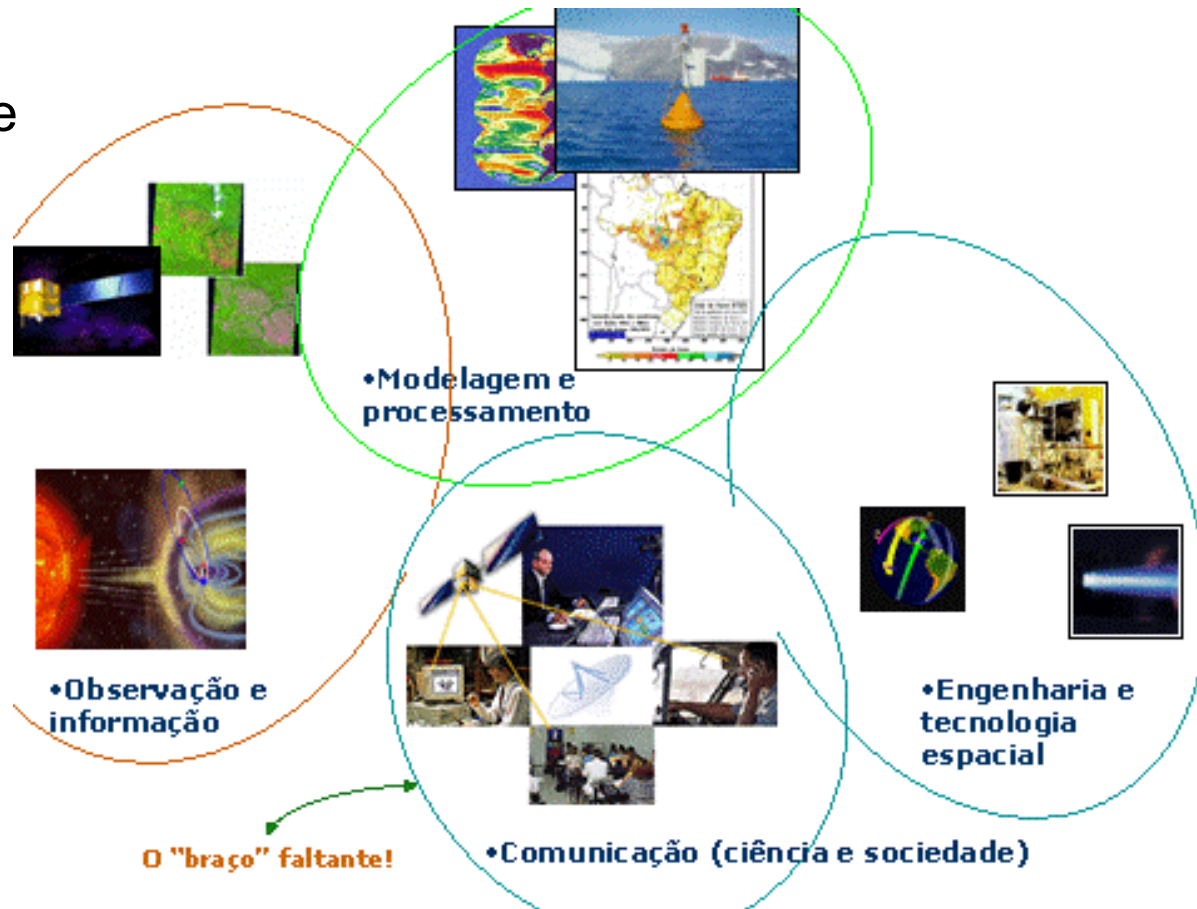 e
•Modelagem e
processamento
•Observação e
informação
•Engenharia e
tecnologia
espacial
O "braço" faltante!
•Comunicação (ciência e sociedade)